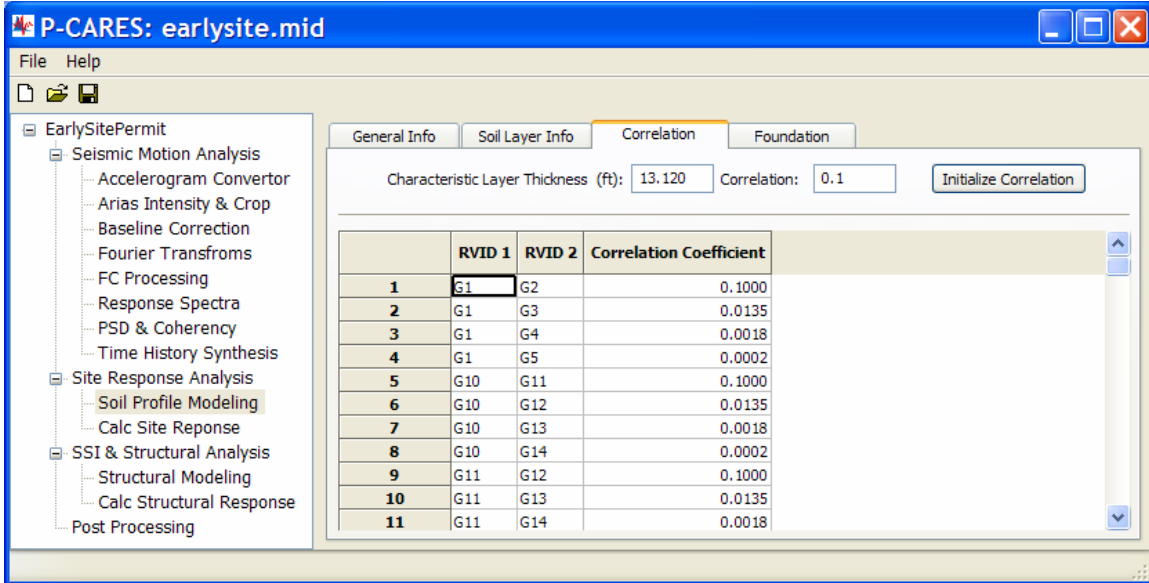 P-CARES: earlysite.mid
File Help
EarlySitePermit
Seismic Motion Analysis
Accelerogram Convertor
Arias Intensity & Crop
Baseline Correction
Fourier Transfroms
FC Processing
Response Spectra
PSD & Coherency
Time History Synthesis
Site Response Analysis
Soil Profile Modeling
Calc Site Reponse
SSI & Structural Analysis
Structural Modeling
Calc Structural Response
Post Processing
General Info Soil Layer Info Correlation Foundation
Characteristic Layer Thickness (ft): 13.120 Correlation: 0.1 Initialize Correlation
RVID 1 RVID 2 Correlation Coefficient
1 G1 G2 0.1000
2 G1 G3 0.0135
3 G1 G4 0.0018
4 G1 G5 0.0002
5 G10 G11 0.1000
6 G10 G12 0.0135
7 G10 G13 0.0018
8 G10 G14 0.0002
9 G11 G12 0.1000
10 G11 G13 0.0135
11 G11 G14 0.0018